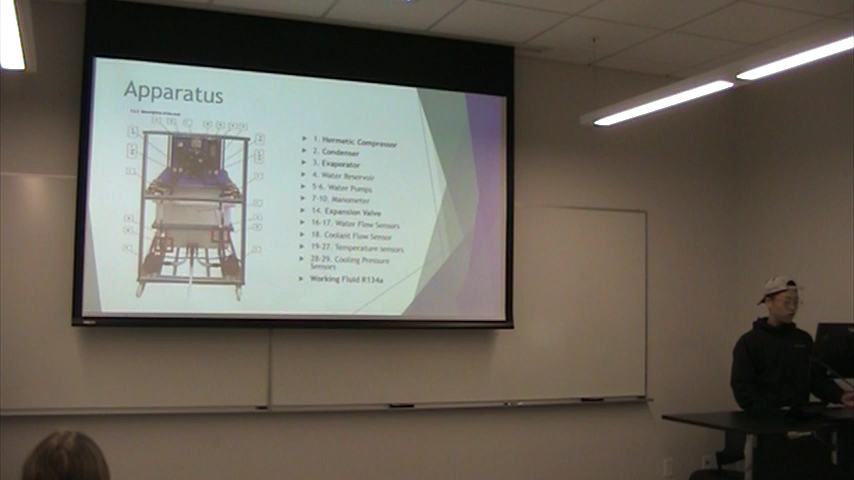 Apparatus
1. Hermetic Compressor
2. Condenser
3. Evaporator
4. Water Reservoir
5-6. Water Pumps
7-10. Manometer
14. Expansion Valve
16-17. Water Flow Sensors
18. Coolant Flow Sensor
19-27. Temperature sensors
28-29. Cooling Pressure
Sensors
Working Fluid R134a